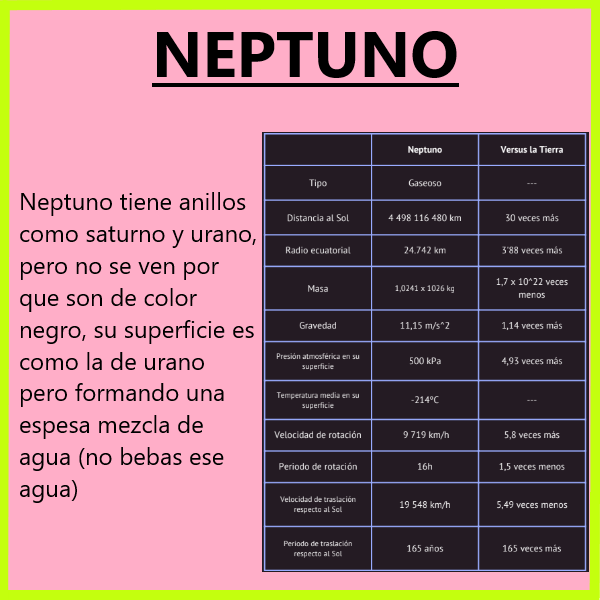 NEPTUNO
Neptuno tiene anillos
como saturno y urano,
pero no se ven por
que son de color
negro, su superficie es
como la de urano
pero formando una
espesa mezcla de
agua (no bebas ese
agua)
Neptuno Versus la Tierra
Tipo Gaseoso ---
Distancia al Sol 4 498 116 480 km 30 veces más
Radio ecuatorial 24.742 km 3'88 veces más
Masa 1,0241 x 1026 kg 1,7 x 10^22 veces
menos
Gravedad 11,15 m/s^2 1,14 veces más
Presión atmosférica en su
superficie 500 kPa 4,93 veces más
Temperatura media en su
superficie -214ºC ---
Velocidad de rotación 9 719 km/h 5,8 veces más
Periodo de rotación 16h 1,5 veces menos
Velocidad de traslación
respecto al Sol 19 548 km/h 5,49 veces menos
Periodo de traslación
respecto al Sol 165 años 165 veces más